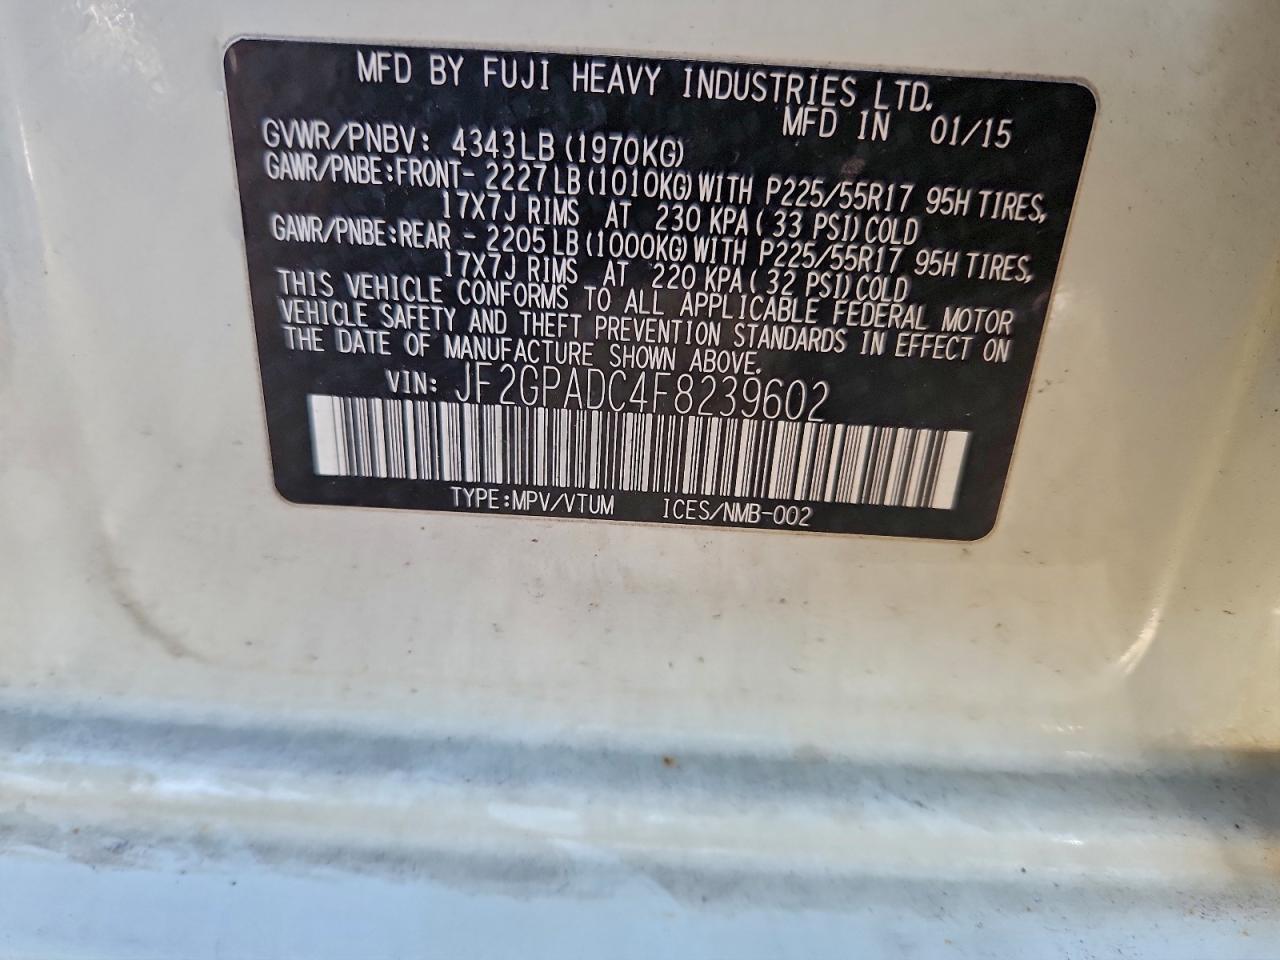 MFD BY FUJI HEAVY INDUSTRIES LTD.
MFD IN 01/15
GVWR/PNBV: 4343LB (1970KG)
GAWR/PNBE:FRONT- 2227LB(1010KG)WITH P225/55R17 95H TIRES,
17X7J RIMS AT 230 KPA( 33 PSI)COLD
GAWR/PNBE:REAR - 2205LB(1000KG)WITH P225/55R17 95H TIRES,
17X7J RIMS AT 220 KPA( 32 PSI)COLD
THIS VEHICLE CONFORMS TO ALL APPLICABLE FEDERAL MOTOR
VEHICLE SAFETY AND THEFT PREVENTION STANDARDS IN EFFECT ON
THE DATE OF MANUFACTURE SHOWN ABOVE.
VIN: JF2GPADC4F8239602
TYPE:MPV/VTUM ICES/NMB-002